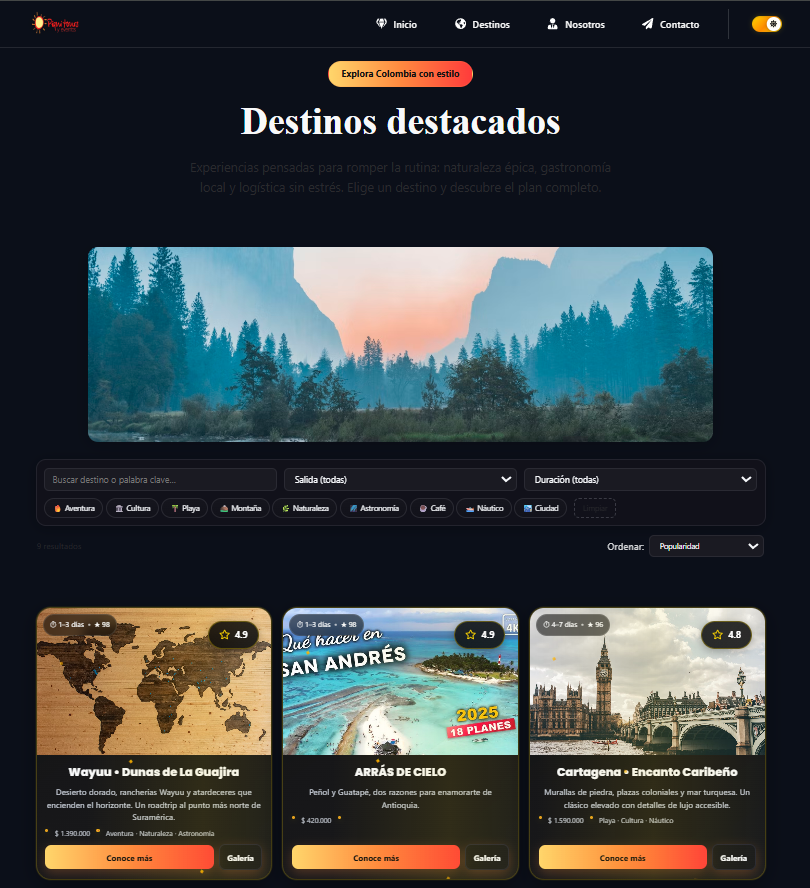 Inicio
Destinos
Nosotros
Contacto
Explora Colombia con estilo
Destinos destacados
Experiencias pensadas para romper la rutina: naturaleza épica, gastronomía
local y logística sin estrés. Elige un destino y descubre el plan completo.
Buscar destino o palabra clave...
Salida (todas)
Duración (todas)
Aventura
Cultura
Playa
Montaña
Naturaleza
Astronomía
Café
Náutico
Ciudad
9 resultados
Ordenar:
Popularidad
1–3 días • ★ 98
4.9
Wayuu • Dunas de La Guajira
Desierto dorado, rancherías Wayuu y atardeceres que
encienden el horizonte. Un roadtrip al punto más norte de
Suramérica.
$ 1.390.000
Aventura · Naturaleza · Astronomía
Conoce más
Galería
1–3 días • ★ 98
4.9
4K
Qué hacer en
SAN ANDRÉS
2025
18 PLANES
ARRÁS DE CIELO
Peñol y Guatapé, dos razones para enamorarte de
Antioquia.
$ 420.000
Conoce más
Galería
4–7 días • ★ 96
4.8
Cartagena • Encanto Caribeño
Murallas de piedra, plazas coloniales y mar turquesa. Un
clásico elevado con detalles de lujo accesible.
$ 1.590.000
Playa · Cultura · Náutico
Conoce más
Galería